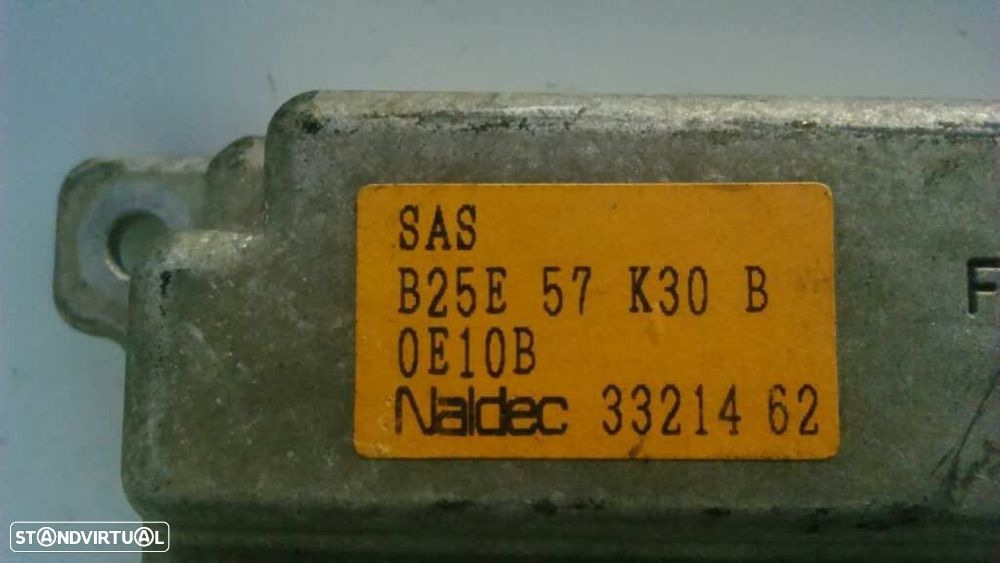 SAS
B25E 57 K30 B
0E10B
Naldec 33214 62
F
STANDVIRTUAL